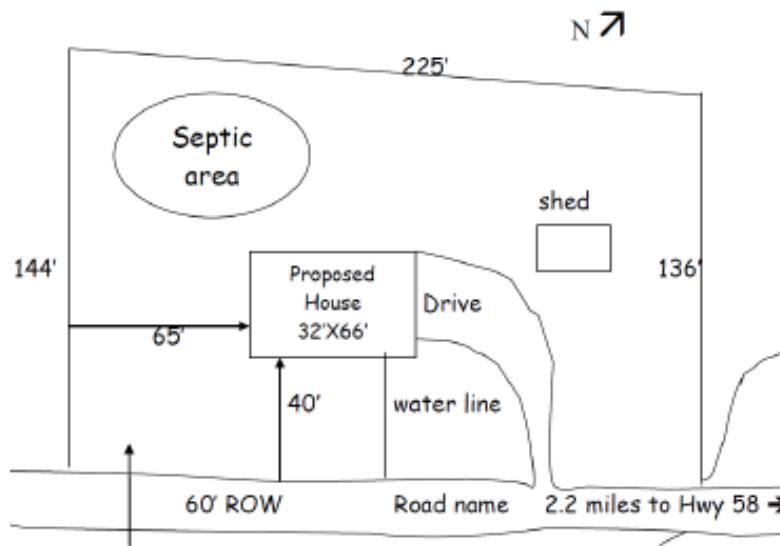 N
225'
Septic
area
shed
144'
136'
Proposed
House
32'X66'
Drive
65'
40'
water line
60' ROW
Road name
2.2 miles to Hwy 58